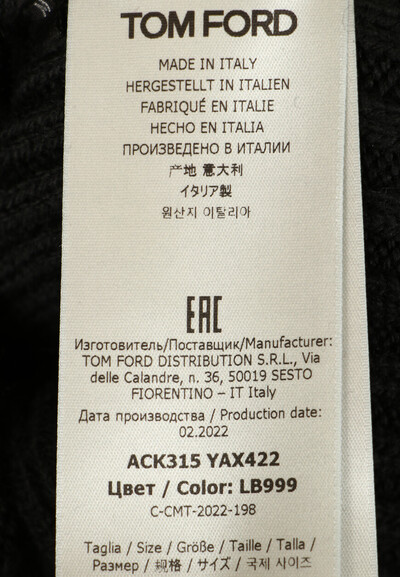 TOM FORD
MADE IN ITALY
HERGESTELLT IN ITALIEN
FABRIQUÉ EN ITALIE
HECHO EN ITALIA
ПРОИЗВЕДЕНО В ИТАЛИИ
产地 意大利
イタリア製
원산지 이탈리아
EAC
Изготовитель/Поставщик/Manufacturer:
TOM FORD DISTRIBUTION S.R.L., Via
delle Calandre, n. 36, 50019 SESTO
FIORENTINO – IT Italy
Дата производства / Production date:
02.2022
ACK315 YAX422
Цвет / Color: LB999
C-CMT-2022-198
Taglia / Size / Größe / Taille / Talla /
Размер / 规格 / サイズ / 국제 사이즈